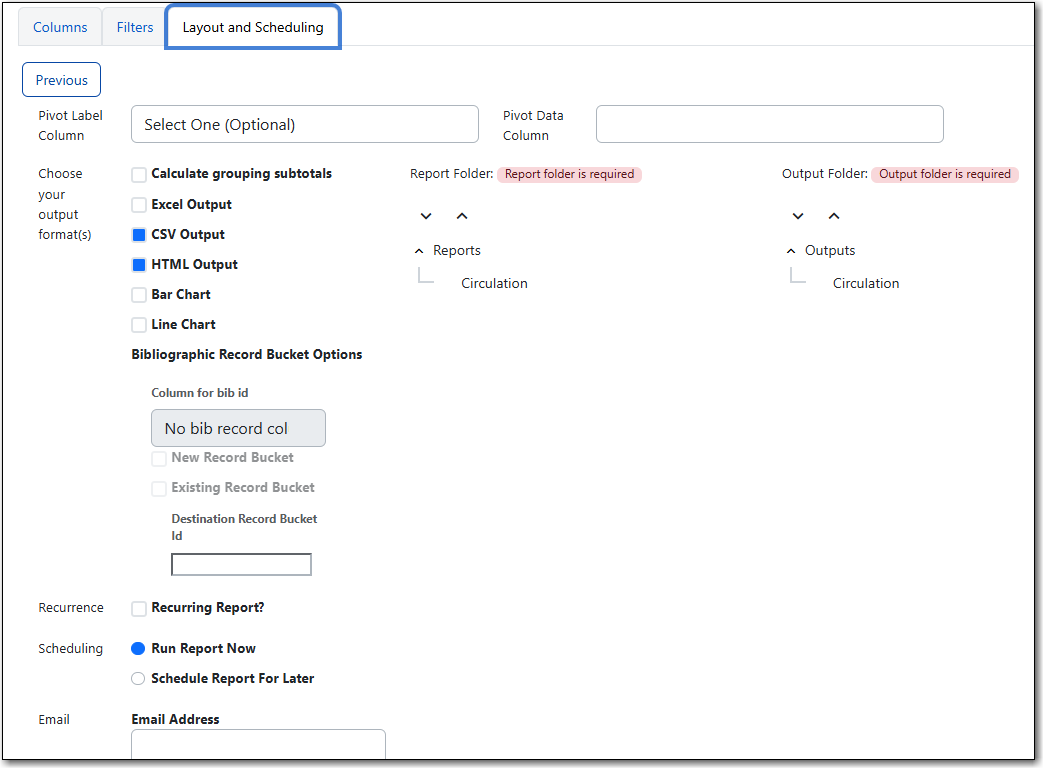 Columns Filters Layout and Scheduling
Previous
Pivot Label Column Select One (Optional) Pivot Data Column
Choose your output format(s)
Calculate grouping subtotals
Excel Output
CSV Output
HTML Output
Bar Chart
Line Chart
Report Folder: Report folder is required
Reports
Circulation
Output Folder: Output folder is required
Outputs
Circulation
Bibliographic Record Bucket Options
Column for bib id
No bib record col
New Record Bucket
Existing Record Bucket
Destination Record Bucket
Id
Recurrence Recurring Report?
Scheduling Run Report Now
Schedule Report For Later
Email Email Address